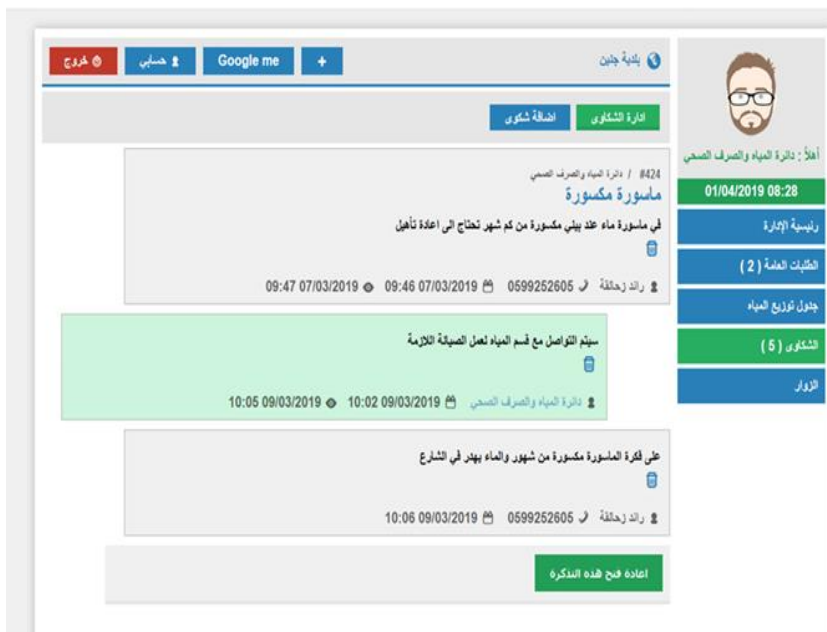 بلدية جنين
+
Google me
حسابي
خروج
أهلاً : دائرة المياه والصرف الصحي
01/04/2019 08:28
رئيسية الإدارة
الطلبات العامة ( 2 )
جدول توزيع المياه
الشكاوى ( 5 )
الزوار
ادارة الشكاوى
اضافة شكوى
#424 / دائرة المياه والصرف الصحي
ماسورة مكسورة
في ماسورة ماء عند بيتي مكسورة من كم شهر تحتاج الى اعادة تأهيل
رائد زحالقة 0599252605 09:46 07/03/2019 09:47 07/03/2019
سيتم التواصل مع قسم المياه لعمل الصيانة اللازمة
دائرة المياه والصرف الصحي 10:02 09/03/2019 10:05 09/03/2019
على فكرة الماسورة مكسورة من شهور والماء بهدر في الشارع
رائد زحالقة 0599252605 10:06 09/03/2019
اعادة فتح هذه التذكرة